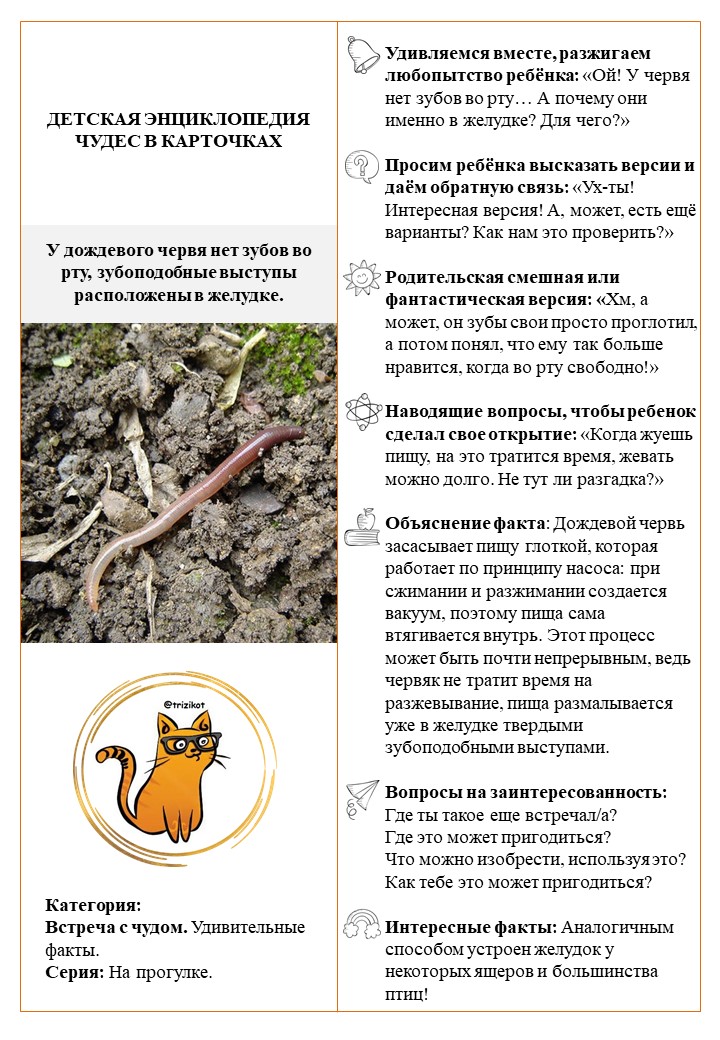 ДЕТСКАЯ ЭНЦИКЛОПЕДИЯ
ЧУДЕС В КАРТОЧКАХ
У дождевого червя нет зубов во
рту, зубоподобные выступы
расположены в желудке.
@trizikot
Категория:
Встреча с чудом. Удивительные
факты.
Серия: На прогулке.
Удивляемся вместе, разжигаем
любопытство ребёнка: «Ой! У червя
нет зубов во рту… А почему они
именно в желудке? Для чего?»
Просим ребёнка высказать версии и
даём обратную связь: «Ух-ты!
Интересная версия! А, может, есть ещё
варианты? Как нам это проверить?»
Родительская смешная или
фантастическая версия: «Хм, а
может, он зубы свои просто проглотил,
а потом понял, что ему так больше
нравится, когда во рту свободно!»
Наводящие вопросы, чтобы ребенок
сделал свое открытие: «Когда жуешь
пищу, на это тратится время, жевать
можно долго. Не тут ли разгадка?»
Объяснение факта: Дождевой червь
засасывает пищу глоткой, которая
работает по принципу насоса: при
сжимании и разжимании создается
вакуум, поэтому пища сама
втягивается внутрь. Этот процесс
может быть почти непрерывным, ведь
червяк не тратит время на
разжевывание, пища размалывается
уже в желудке твердыми
зубоподобными выступами.
Вопросы на заинтересованность:
Где ты такое еще встречал/а?
Где это может пригодиться?
Что можно изобрести, используя это?
Как тебе это может пригодиться?
Интересные факты: Аналогичным
способом устроен желудок у
некоторых ящеров и большинства
птиц!